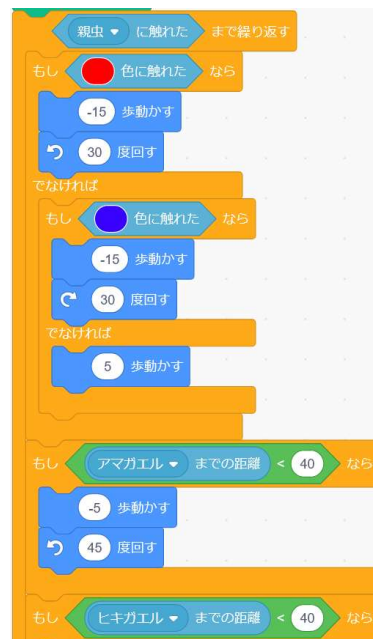 親虫 に触れた まで繰り返す
もし 色に触れた なら
-15 歩動かす
30 度回す
でなければ
もし 色に触れた なら
-15 歩動かす
30 度回す
でなければ
5 歩動かす
もし アマガエル までの距離 < 40 なら
-5 歩動かす
45 度回す
もし ヒキガエル までの距離 < 40 なら